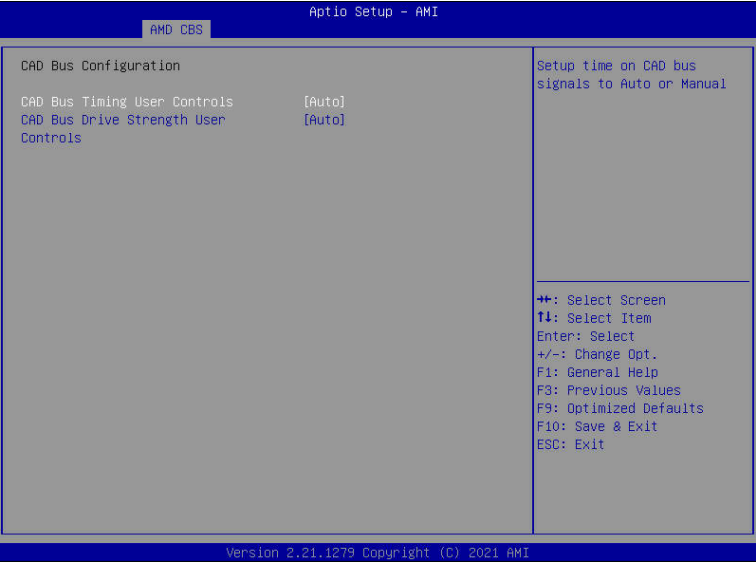 Aptio Setup – AMI
AMD CBS
CAD Bus Configuration
CAD Bus Timing User Controls [Auto]
CAD Bus Drive Strength User [Auto]
Controls
Setup time on CAD bus
signals to Auto or Manual
→←: Select Screen
↑↓: Select Item
Enter: Select
+/-: Change Opt.
F1: General Help
F3: Previous Values
F9: Optimized Defaults
F10: Save & Exit
ESC: Exit
Version 2.21.1279 Copyright (C) 2021 AMI